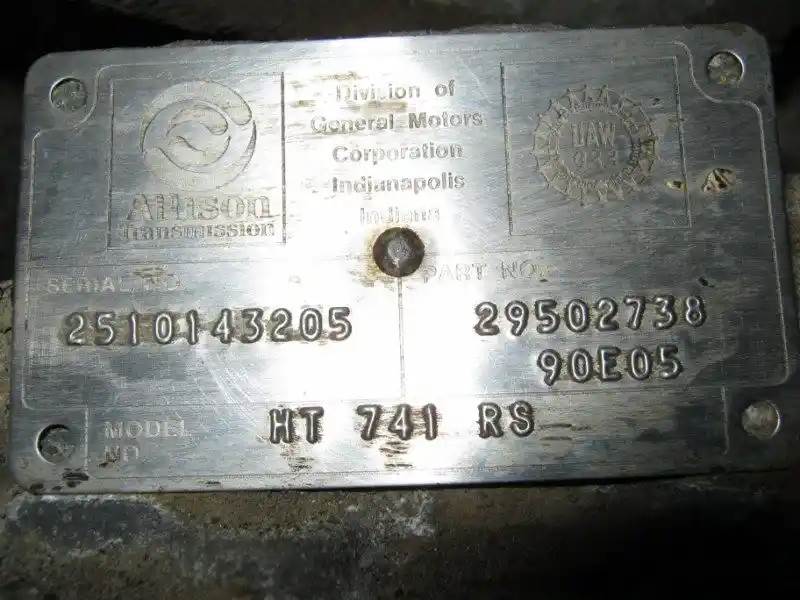 Allison
Transmission
Division of
General Motors
Corporation
Indianapolis
Indiana
UAW
933
SERIAL NO.
2510143205
PART NO.
29502738
90E05
MODEL
NO.
HT 741 RS